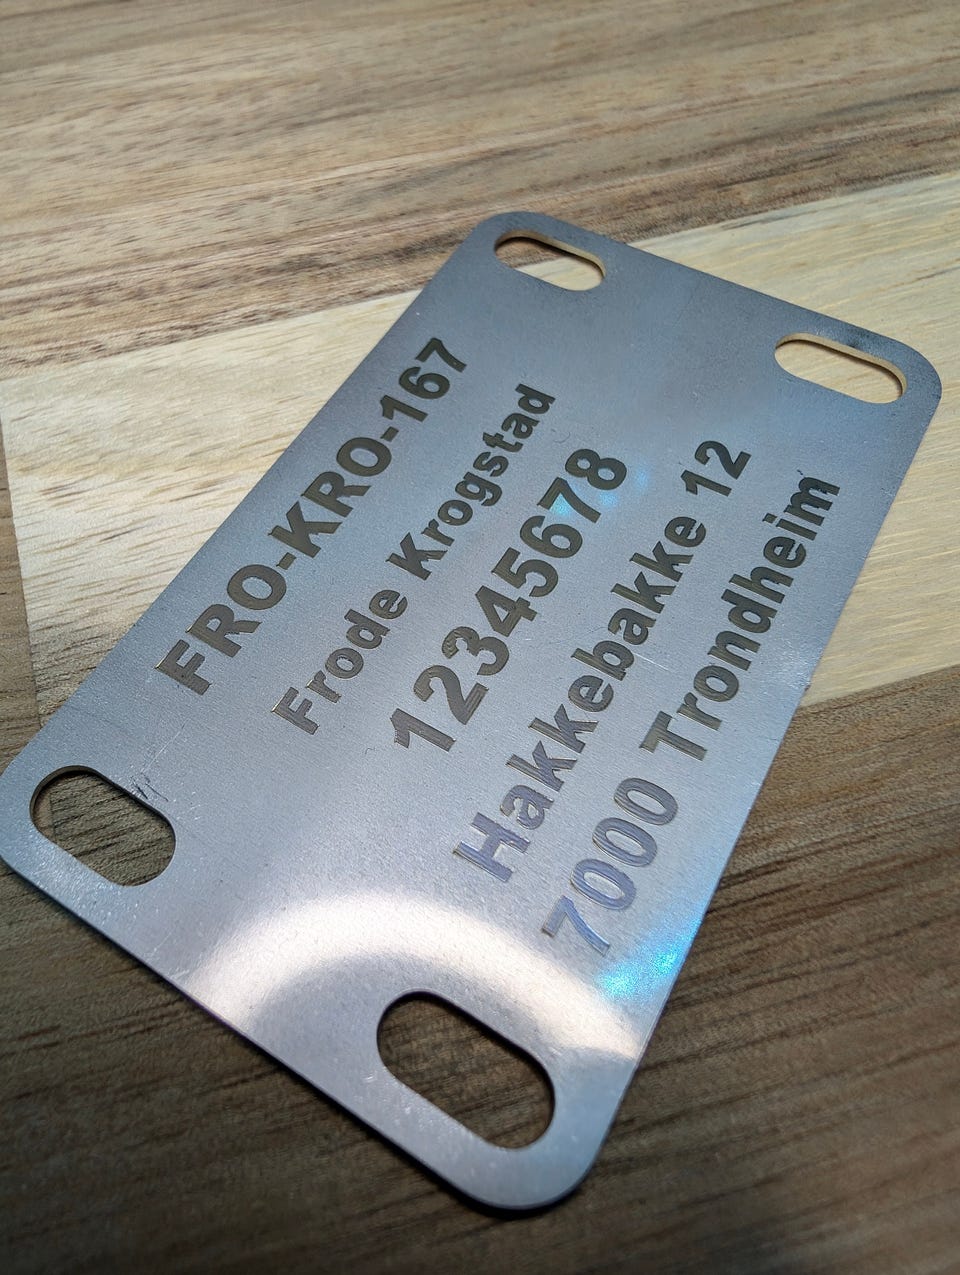 FRO-KRO-167
Frode Krogstad
12345678
Hakkebakke 12
7000 Trondheim